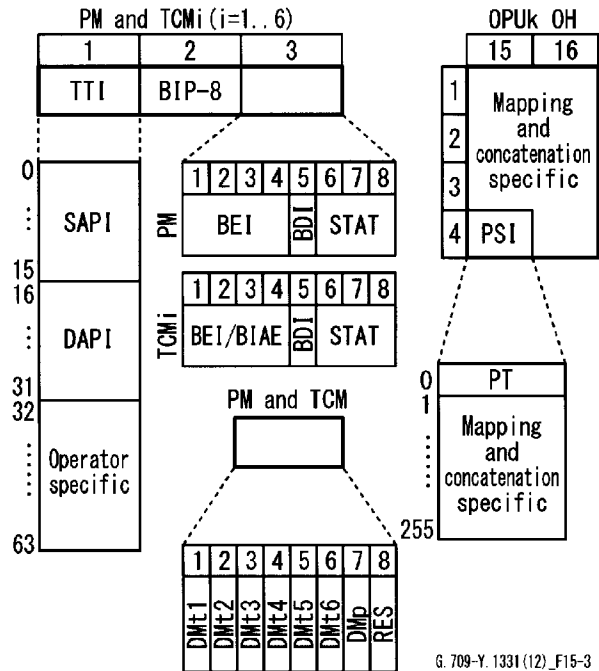 PM and TCMi(i=1..6)
1 2 3
TTI BIP-8
0
SAPI
15
16
DAPI
31
32
Operator
specific
63
PM
1 2 3 4 5 6 7 8
BEI BDI STAT
TCMi
1 2 3 4 5 6 7 8
BEI/BIAE BDI STAT
PM and TCM
1 2 3 4 5 6 7 8
DMt1 DMt2 DMt3 DMt4 DMt5 DMt6 DMp RES
OPUk OH
15 16
1
2
3
4
Mapping
and
concatenation
specific
PSI
0
PT
1
Mapping
and
concatenation
specific
255
G.709-Y.1331(12)_F15-3